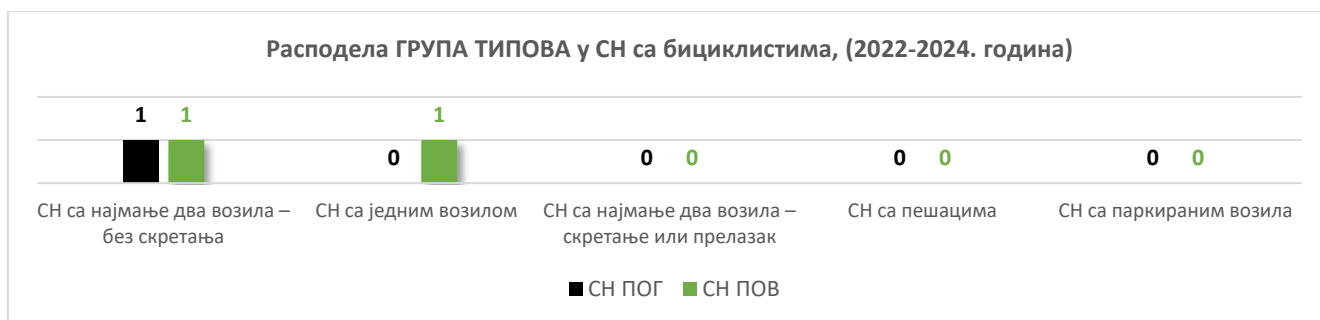 Расподела ГРУПА ТИПОВА у СН са бициклистима, (2022-2024. година)
1 1 1
0 0 0 0 0 0 0
СН са најмање два возила –
без скретања
СН са једним возилом
СН са најмање два возила –
скретање или прелазак
СН са пешацима
СН са паркираним возила
СН ПОГ СН ПОВ